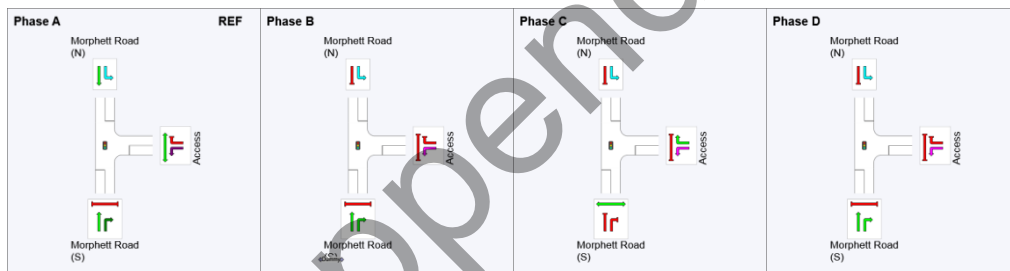 Phase A REF
Morphett Road
(N)
Access
Morphett Road
(S)
Phase B
Morphett Road
(N)
Access
Morphett Road
(S)
Phase C
Morphett Road
(N)
Access
Morphett Road
(S)
Phase D
Morphett Road
(N)
Access
Morphett Road
(S)